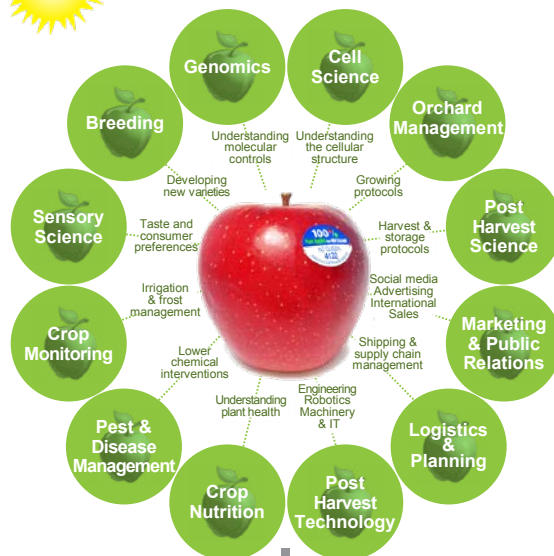 Genomics
Cell
Science
Orchard
Management
Post
Harvest
Science
Marketing
& Public
Relations
Logistics
&
Planning
Post
Harvest
Technology
Crop
Nutrition
Pest &
Disease
Management
Crop
Monitoring
Sensory
Science
Breeding
Understanding
molecular
controls
Understanding
the cellular
structure
Growing
protocols
Harvest &
storage
protocols
Social media
Advertising
International
Sales
Shipping &
supply chain
management
Engineering
Robotics
Machinery
& IT
Understanding
plant health
Lower
chemical
interventions
Irrigation
& frost
management
Taste and
consumer
preferences
Developing
new varieties
100%